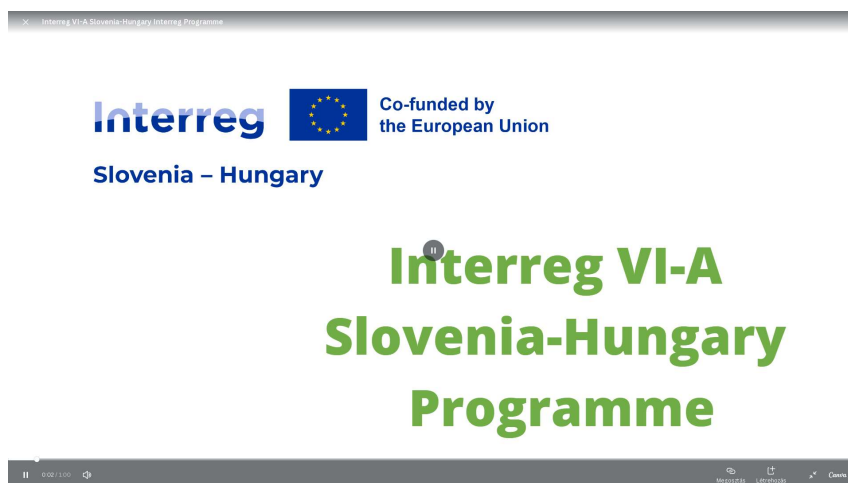 Interreg VI-A Slovenia-Hungary Interreg Programme
Interreg
Co-funded by
the European Union
Slovenia – Hungary
Interreg VI-A
Slovenia-Hungary
Programme
0:02 / 1:00
Megosztás
Létrehozás
Canva